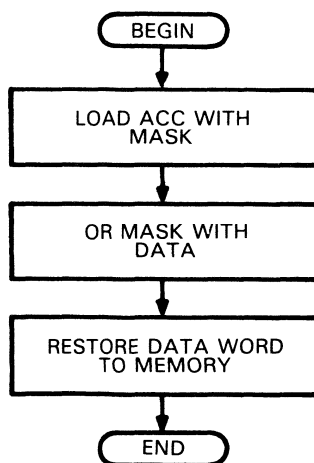 BEGIN
LOAD ACC WITH
MASK
OR MASK WITH
DATA
RESTORE DATA WORD
TO MEMORY
END